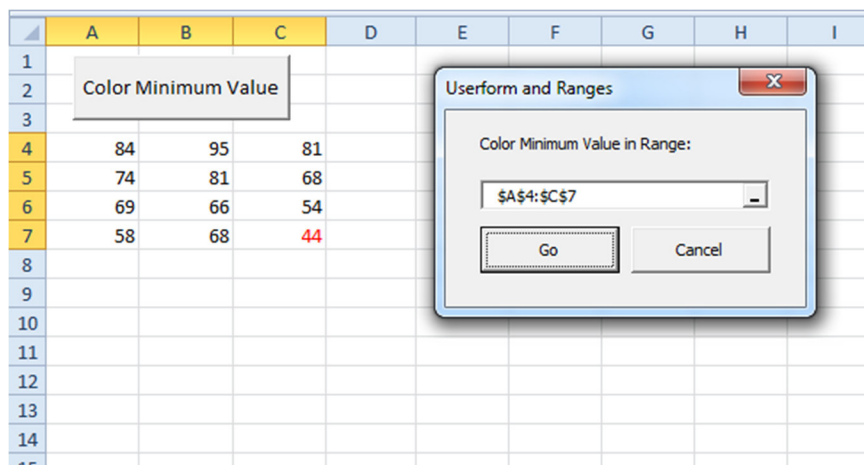 A B C D E F G H I
1
2
3
4
5
6
7
8
9
10
11
12
13
14
15
Color Minimum Value
84 95 81
74 81 68
69 66 54
58 68 44
Userform and Ranges
Color Minimum Value in Range:
$A$4:$C$7
Go Cancel